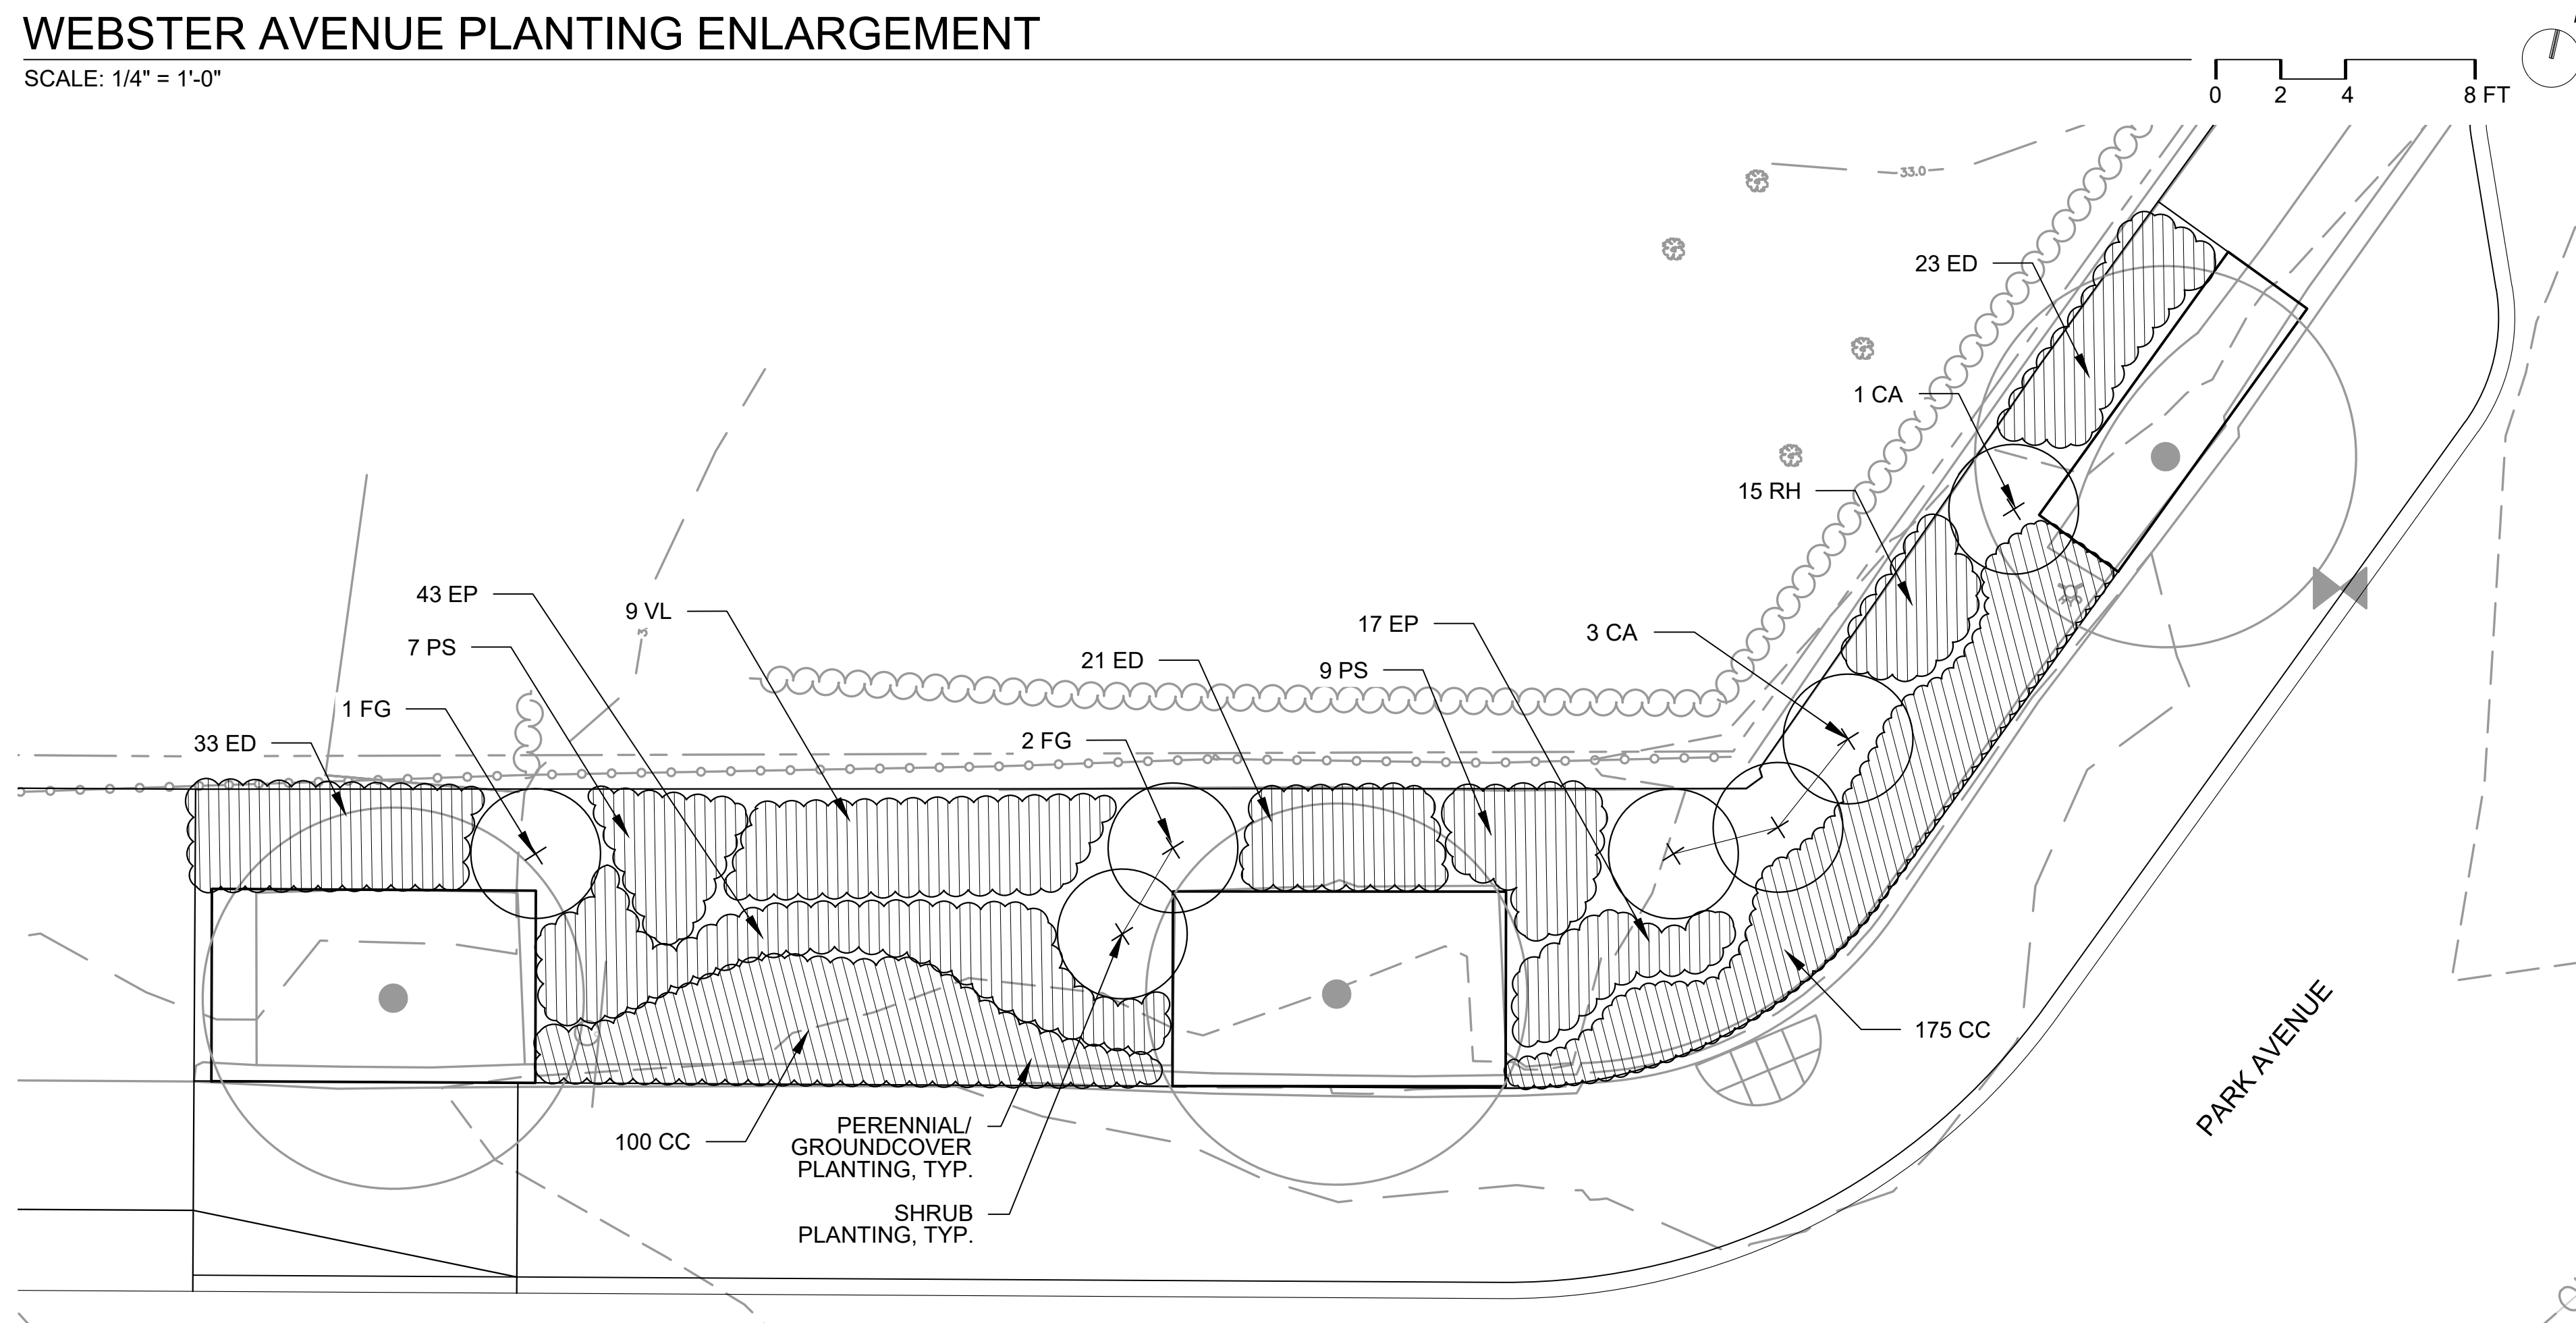 WEBSTER AVENUE PLANTING ENLARGEMENT
SCALE: 1/4" = 1'-0"
0 2 4 8 FT
33.0
23 ED
1 CA
15 RH
43 EP
9 VL
17 EP
3 CA
7 PS
21 ED
9 PS
1 FG
2 FG
33 ED
175 CC
PARK AVENUE
100 CC
PERENNIAL/
GROUNDCOVER
PLANTING, TYP.
SHRUB
PLANTING, TYP.